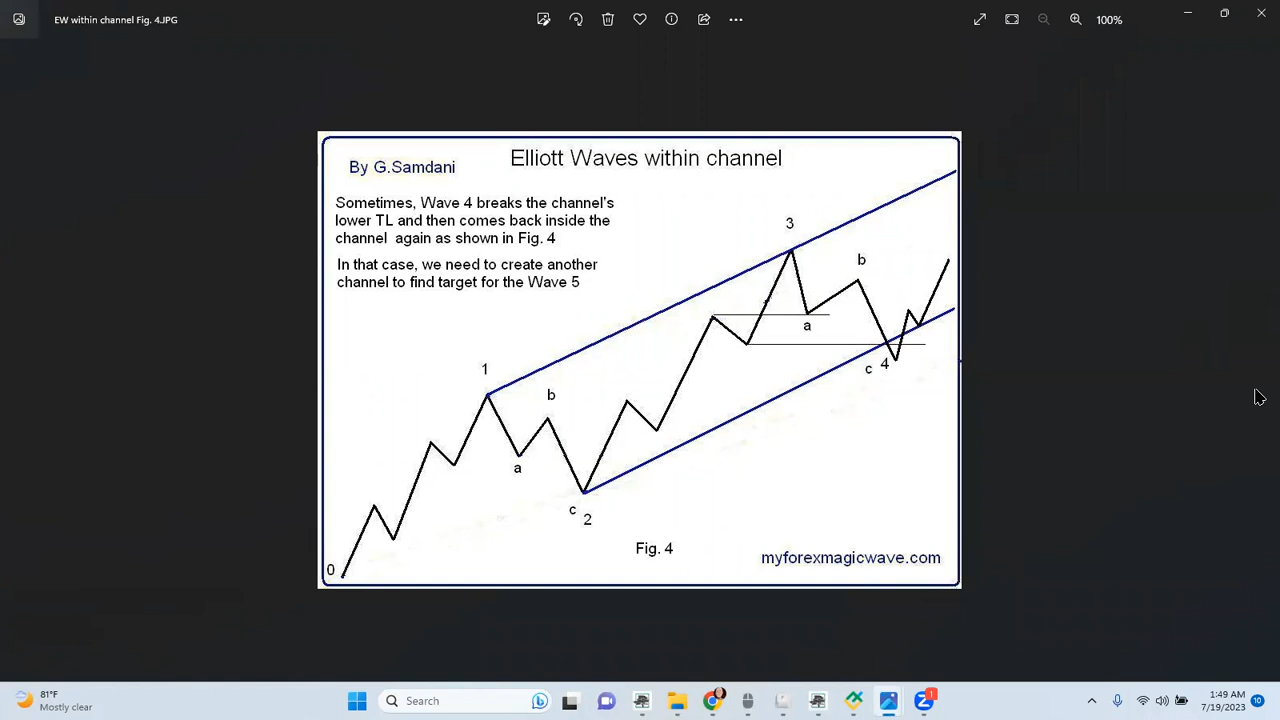 EW within channel Fig. 4.JPG
100%
Elliott Waves within channel
By G.Samdani
Sometimes, Wave 4 breaks the channel's
lower TL and then comes back inside the
channel again as shown in Fig. 4
In that case, we need to create another
channel to find target for the Wave 5
3
b
a
c 4
1
b
a
c
2
0
Fig. 4
myforexmagicwave.com
81°F
Mostly clear
Search
1
1:49 AM
7/19/2023
10